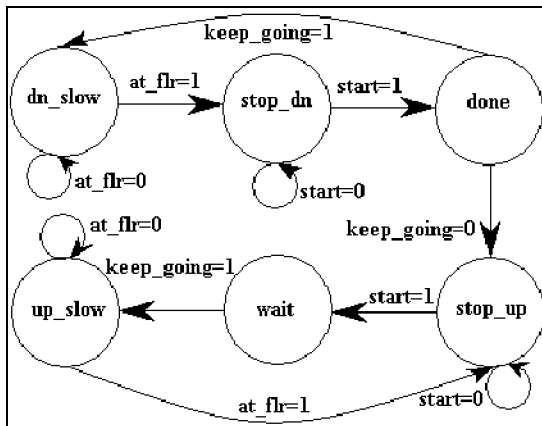 keep_going=1
dn_slow
at_flr=1
stop_dn
start=1
done
at_flr=0
start=0
keep_going=0
at_flr=0
keep_going=1
up_slow
wait
start=1
stop_up
at_flr=1
start=0